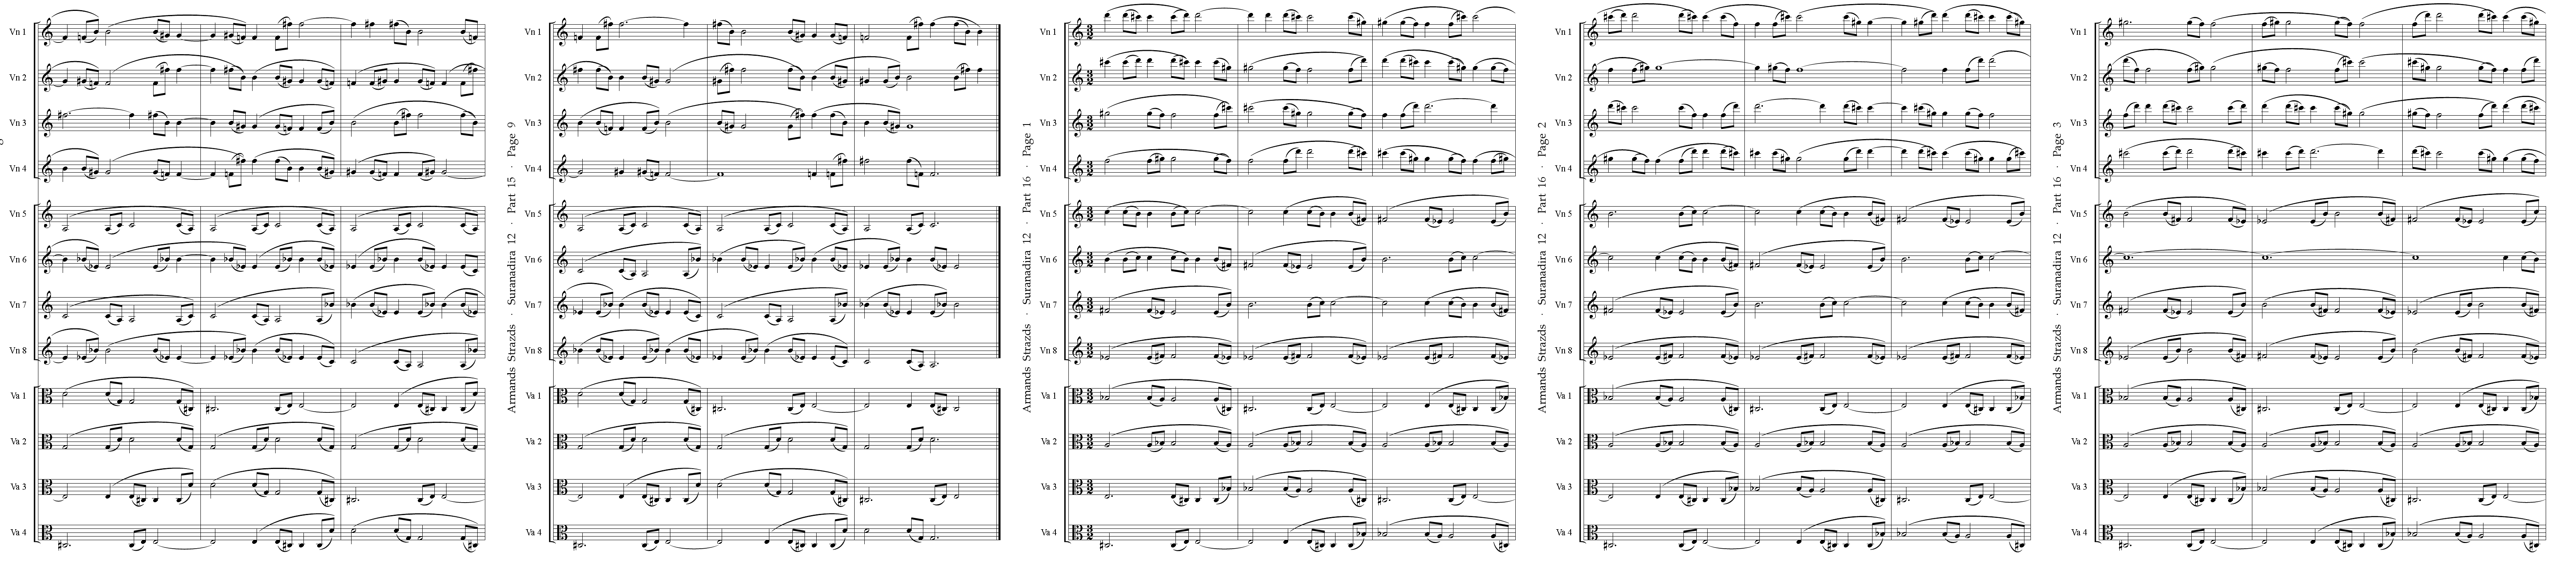 Vn 1
Vn 2
Vn 3
Vn 4
Vn 5
Vn 6
Vn 7
Vn 8
Va 1
Va 2
Va 3
Va 4
Armands Strazds · Suranadira 12 · Part 15 · Page 9
Vn 1
Vn 2
Vn 3
Vn 4
Vn 5
Vn 6
Vn 7
Vn 8
Va 1
Va 2
Va 3
Va 4
Armands Strazds · Suranadira 12 · Part 16 · Page 1
Vn 1
Vn 2
Vn 3
Vn 4
Vn 5
Vn 6
Vn 7
Vn 8
Va 1
Va 2
Va 3
Va 4
Armands Strazds · Suranadira 12 · Part 16 · Page 2
Vn 1
Vn 2
Vn 3
Vn 4
Vn 5
Vn 6
Vn 7
Vn 8
Va 1
Va 2
Va 3
Va 4
Armands Strazds · Suranadira 12 · Part 16 · Page 3
Vn 1
Vn 2
Vn 3
Vn 4
Vn 5
Vn 6
Vn 7
Vn 8
Va 1
Va 2
Va 3
Va 4